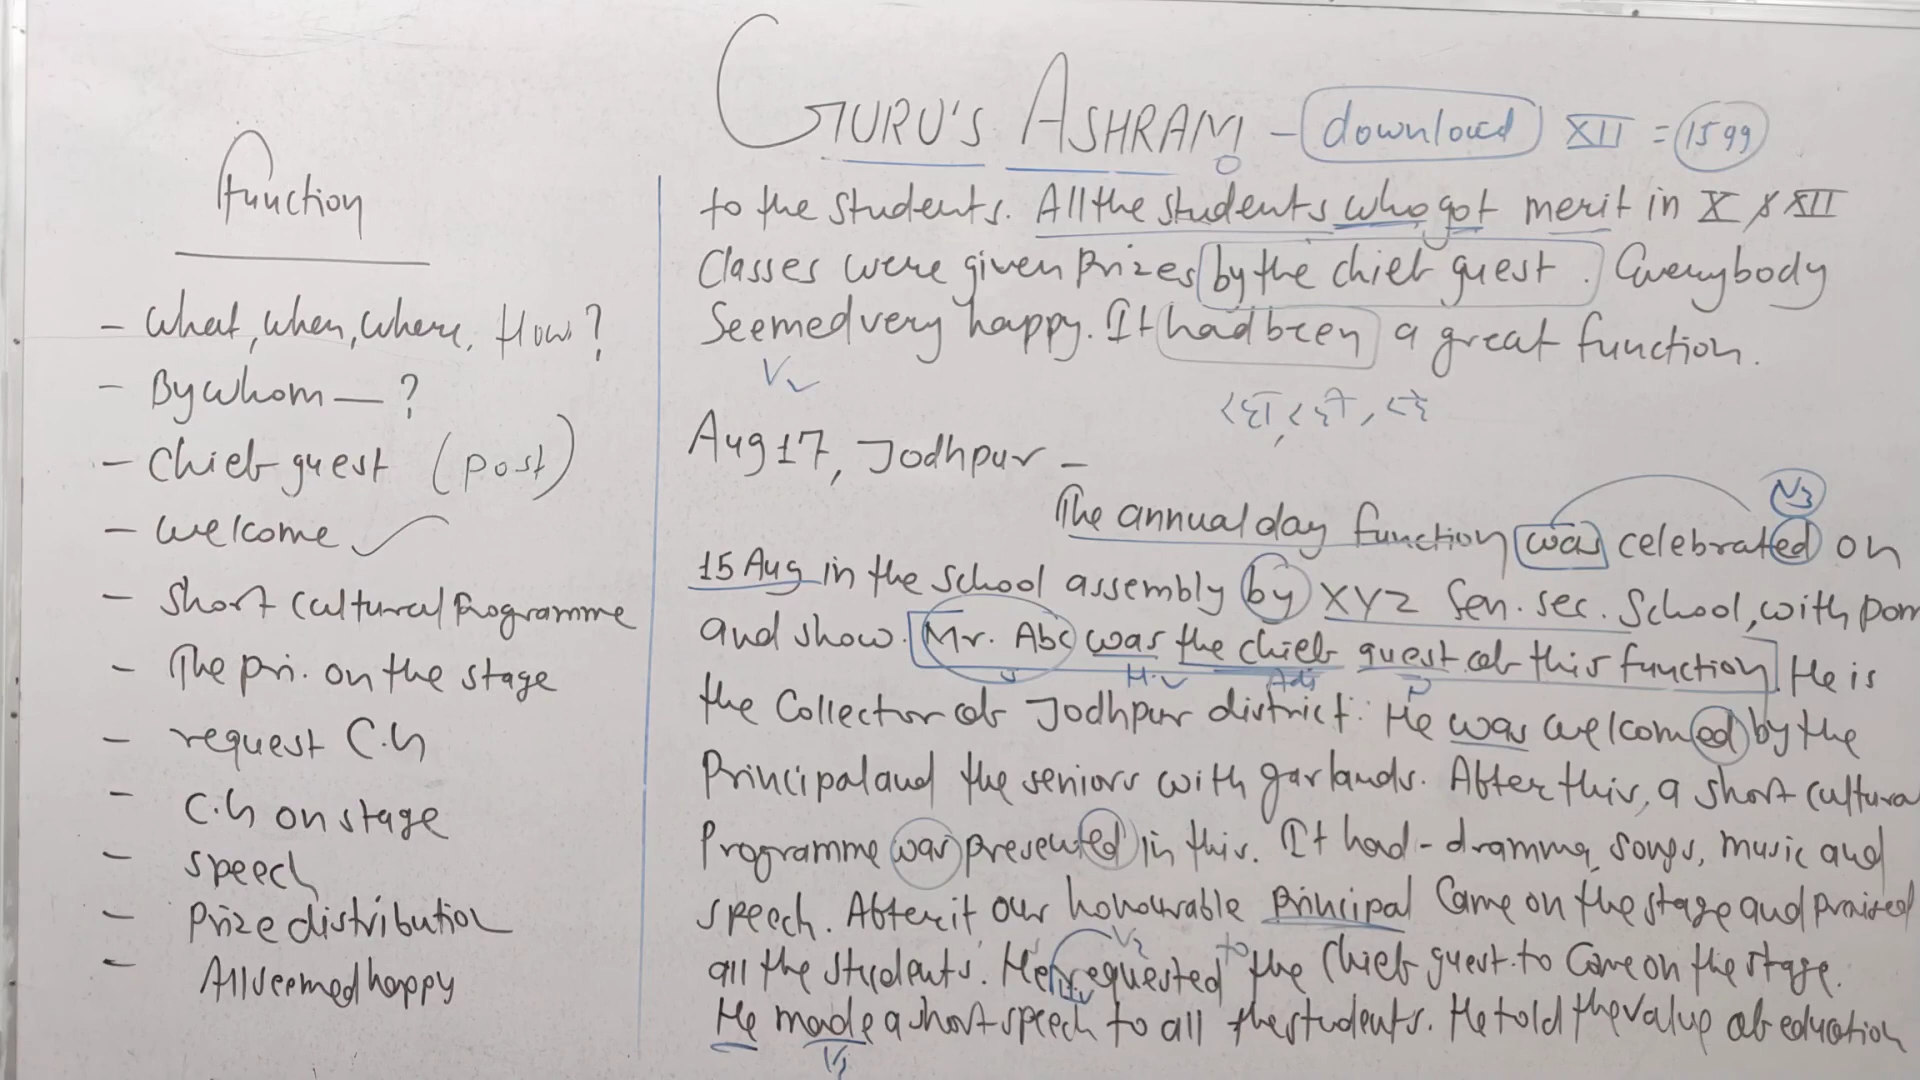 GURU'S ASHRAM - download XII = 1599
function
- What, when, where, How?
- By whom — ?
- Chief guest (post)
- welcome ✓
- Short Cultural Programme
- The pri. on the stage
- request C.h
- C.h on stage
- speech
- Prize distribution
- All seemed happy
to the students. All the students who got merit in X & XII
Classes were given Prizes by the chief guest. Everybody
Seemed very happy. It had been a great function.
Aug 17, Jodhpur -
The annual day function was celebrated on
15 Aug in the School assembly by XYZ Sen. sec. School, with pom
and show. Mr. Abc was the chief guest of this function. He is
H.v Adj
the Collector of Jodhpur district. He was welcomed by the
Principal and the seniors with garlands. After this, a short cultura
Programme was presented in this. It had - dramma, songs, music and
speech. After it our honourable principal Came on the stage and praised
all the students. He requested to the Chief guest to Come on the stage.
He made a short speech to all the students. He told the value of education